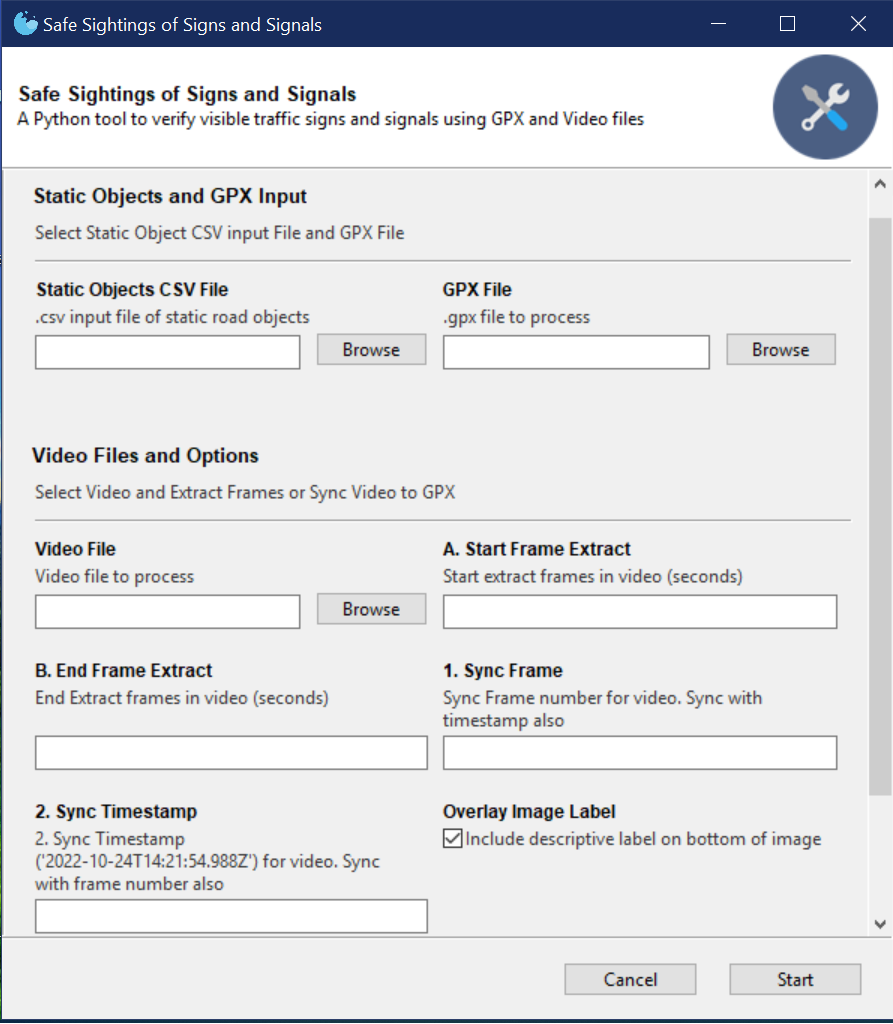 Safe Sightings of Signs and Signals
Safe Sightings of Signs and Signals
A Python tool to verify visible traffic signs and signals using GPX and Video files
Static Objects and GPX Input
Select Static Object CSV input File and GPX File
Static Objects CSV File
.csv input file of static road objects
Browse
GPX File
.gpx file to process
Browse
Video Files and Options
Select Video and Extract Frames or Sync Video to GPX
Video File
Video file to process
Browse
A. Start Frame Extract
Start extract frames in video (seconds)
B. End Frame Extract
End Extract frames in video (seconds)
1. Sync Frame
Sync Frame number for video. Sync with
timestamp also
2. Sync Timestamp
2. Sync Timestamp
('2022-10-24T14:21:54.988Z') for video. Sync
with frame number also
Overlay Image Label
Include descriptive label on bottom of image
Cancel
Start